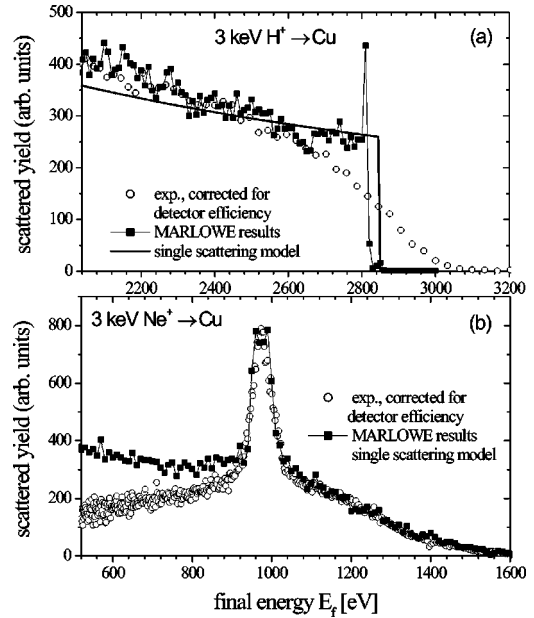 500
400
300
200
100
0
scattered yield (arb. units)
3 keV H⁺→Cu
(a)
exp., corrected for
detector efficiency
MARLOWE results
single scattering model
2200 2400 2600 2800 3000 3200
800
600
400
200
0
scattered yield (arb. units)
3 keV Ne⁺→Cu
(b)
exp., corrected for
detector efficiency
MARLOWE results
single scattering model
600 800 1000 1200 1400 1600
final energy E_f [eV]